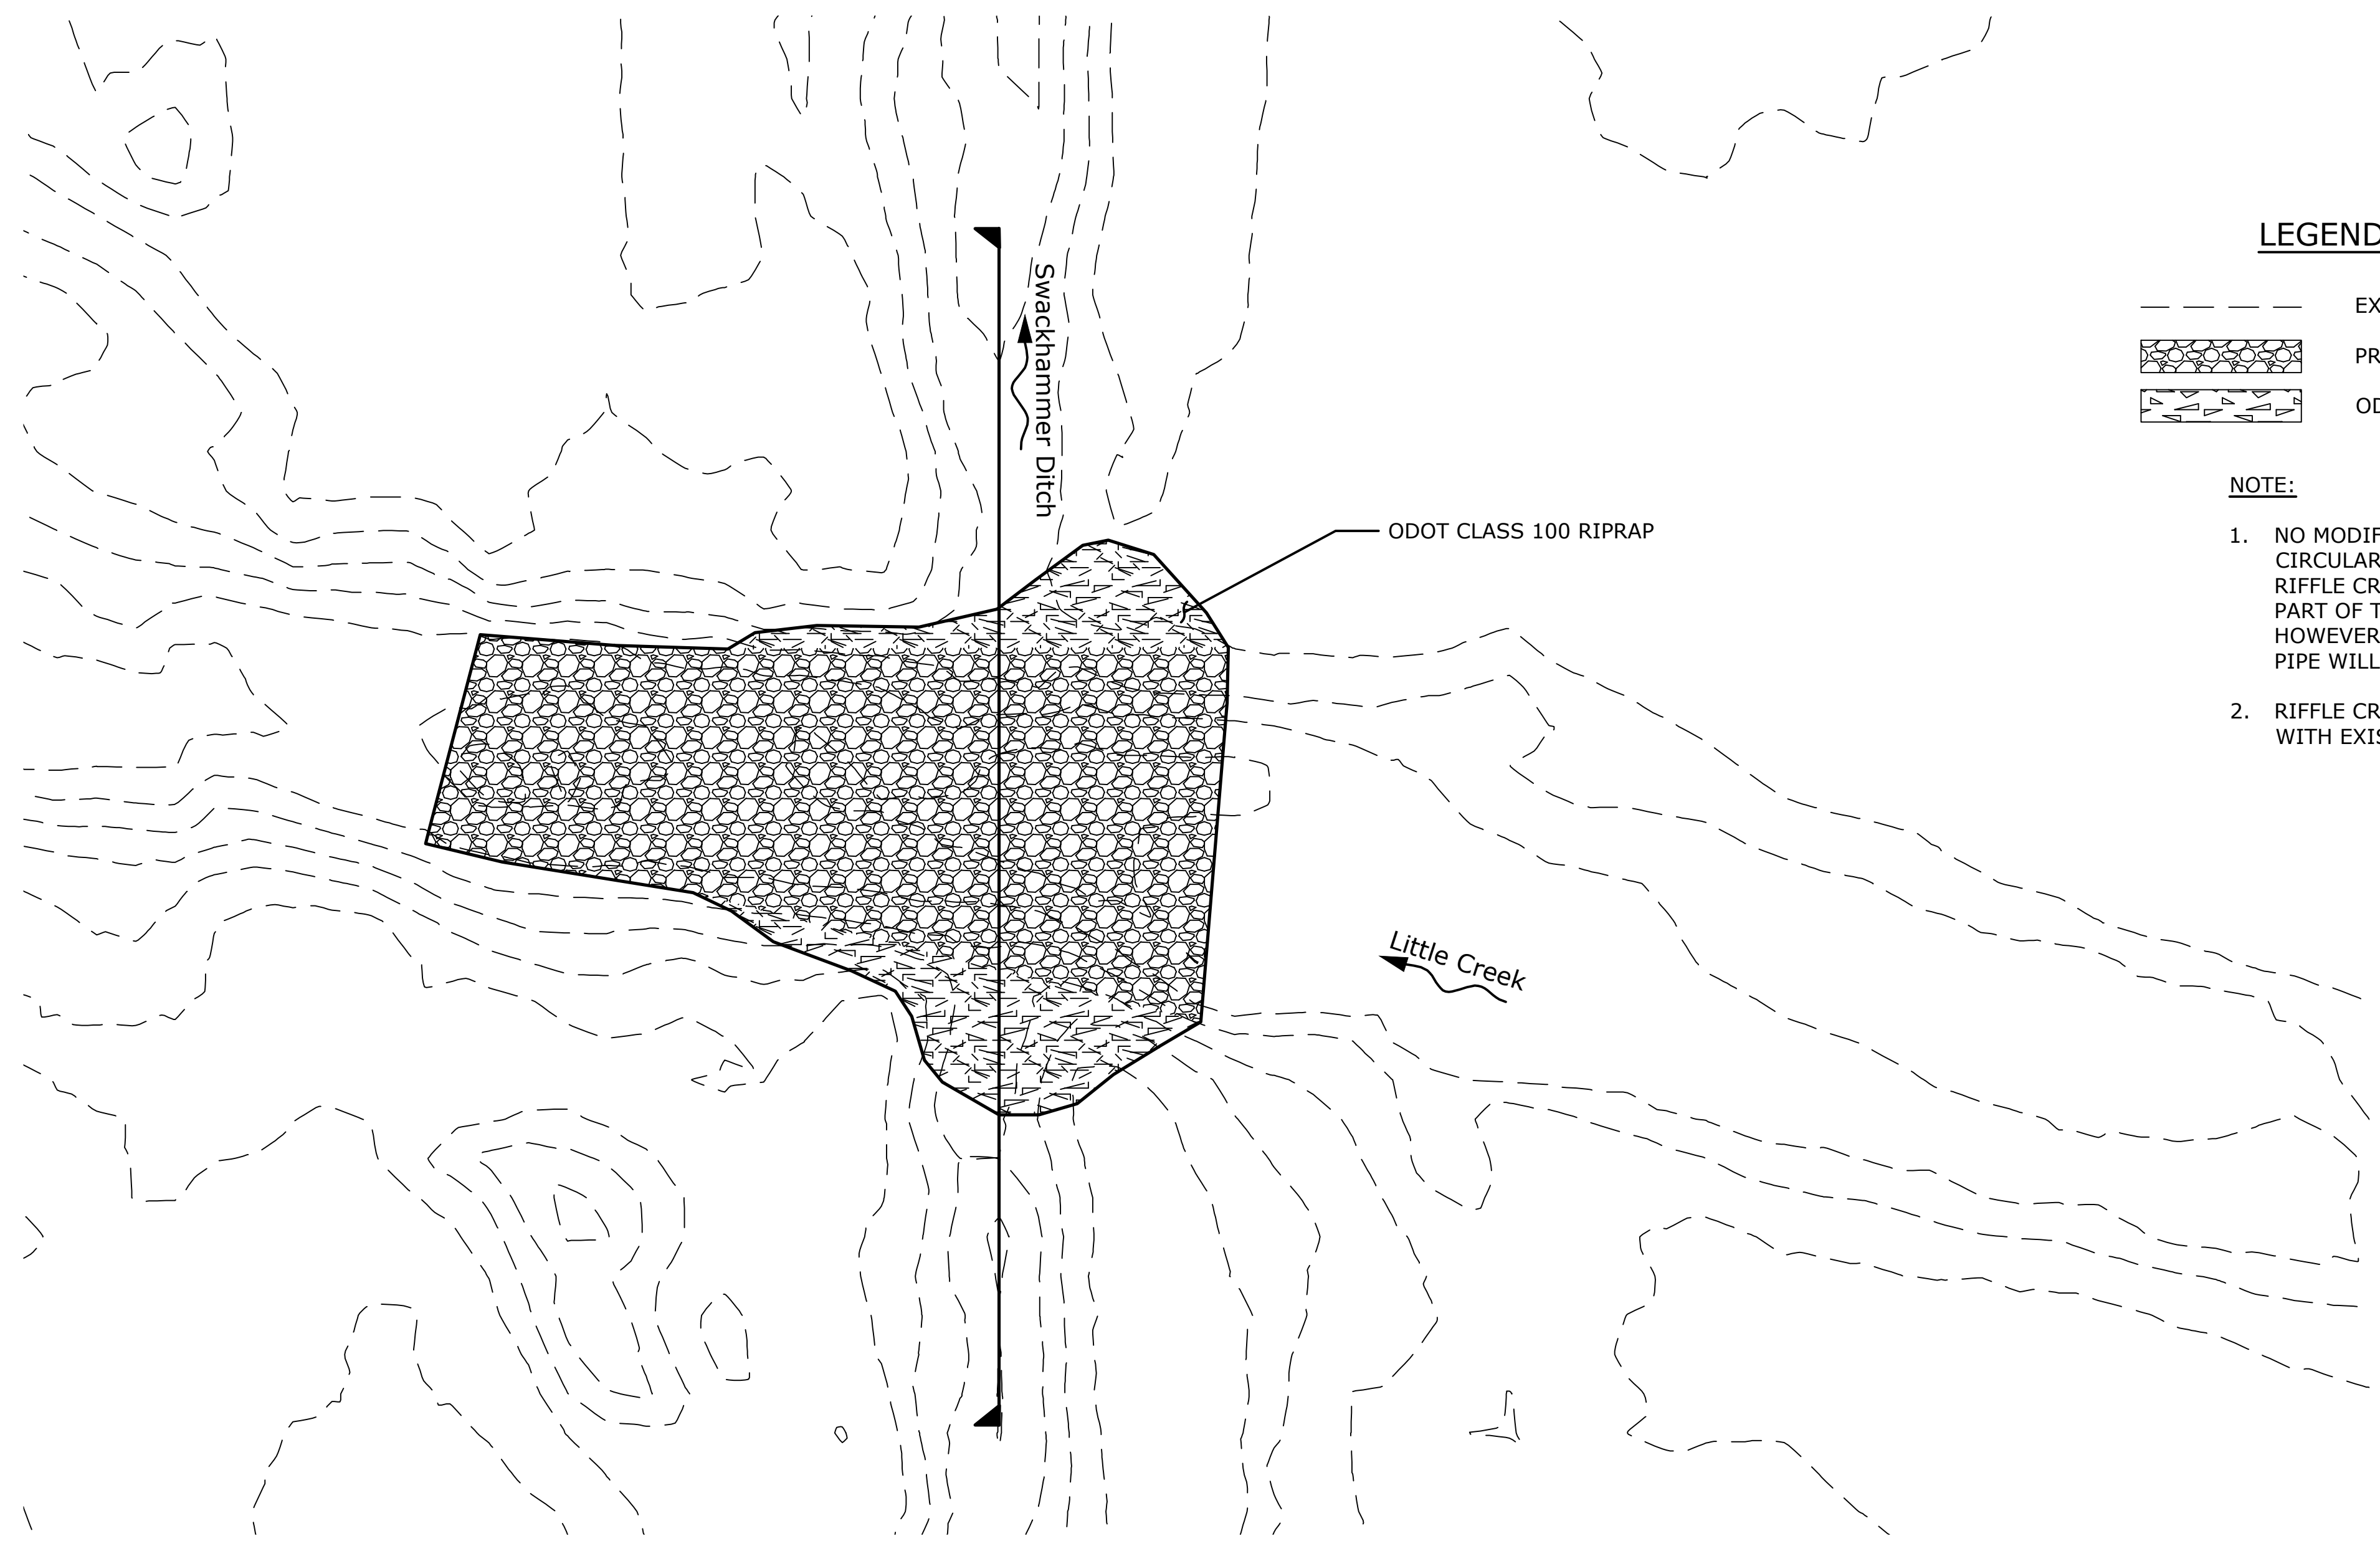 Swackhammer Ditch
ODOT CLASS 100 RIPRAP
Little Creek
LEGEND
EX
PR
NOTE:
1. NO MODIF
CIRCULAR
RIFFLE CR
PART OF T
HOWEVER
PIPE WILL
2. RIFFLE CR
WITH EXIS